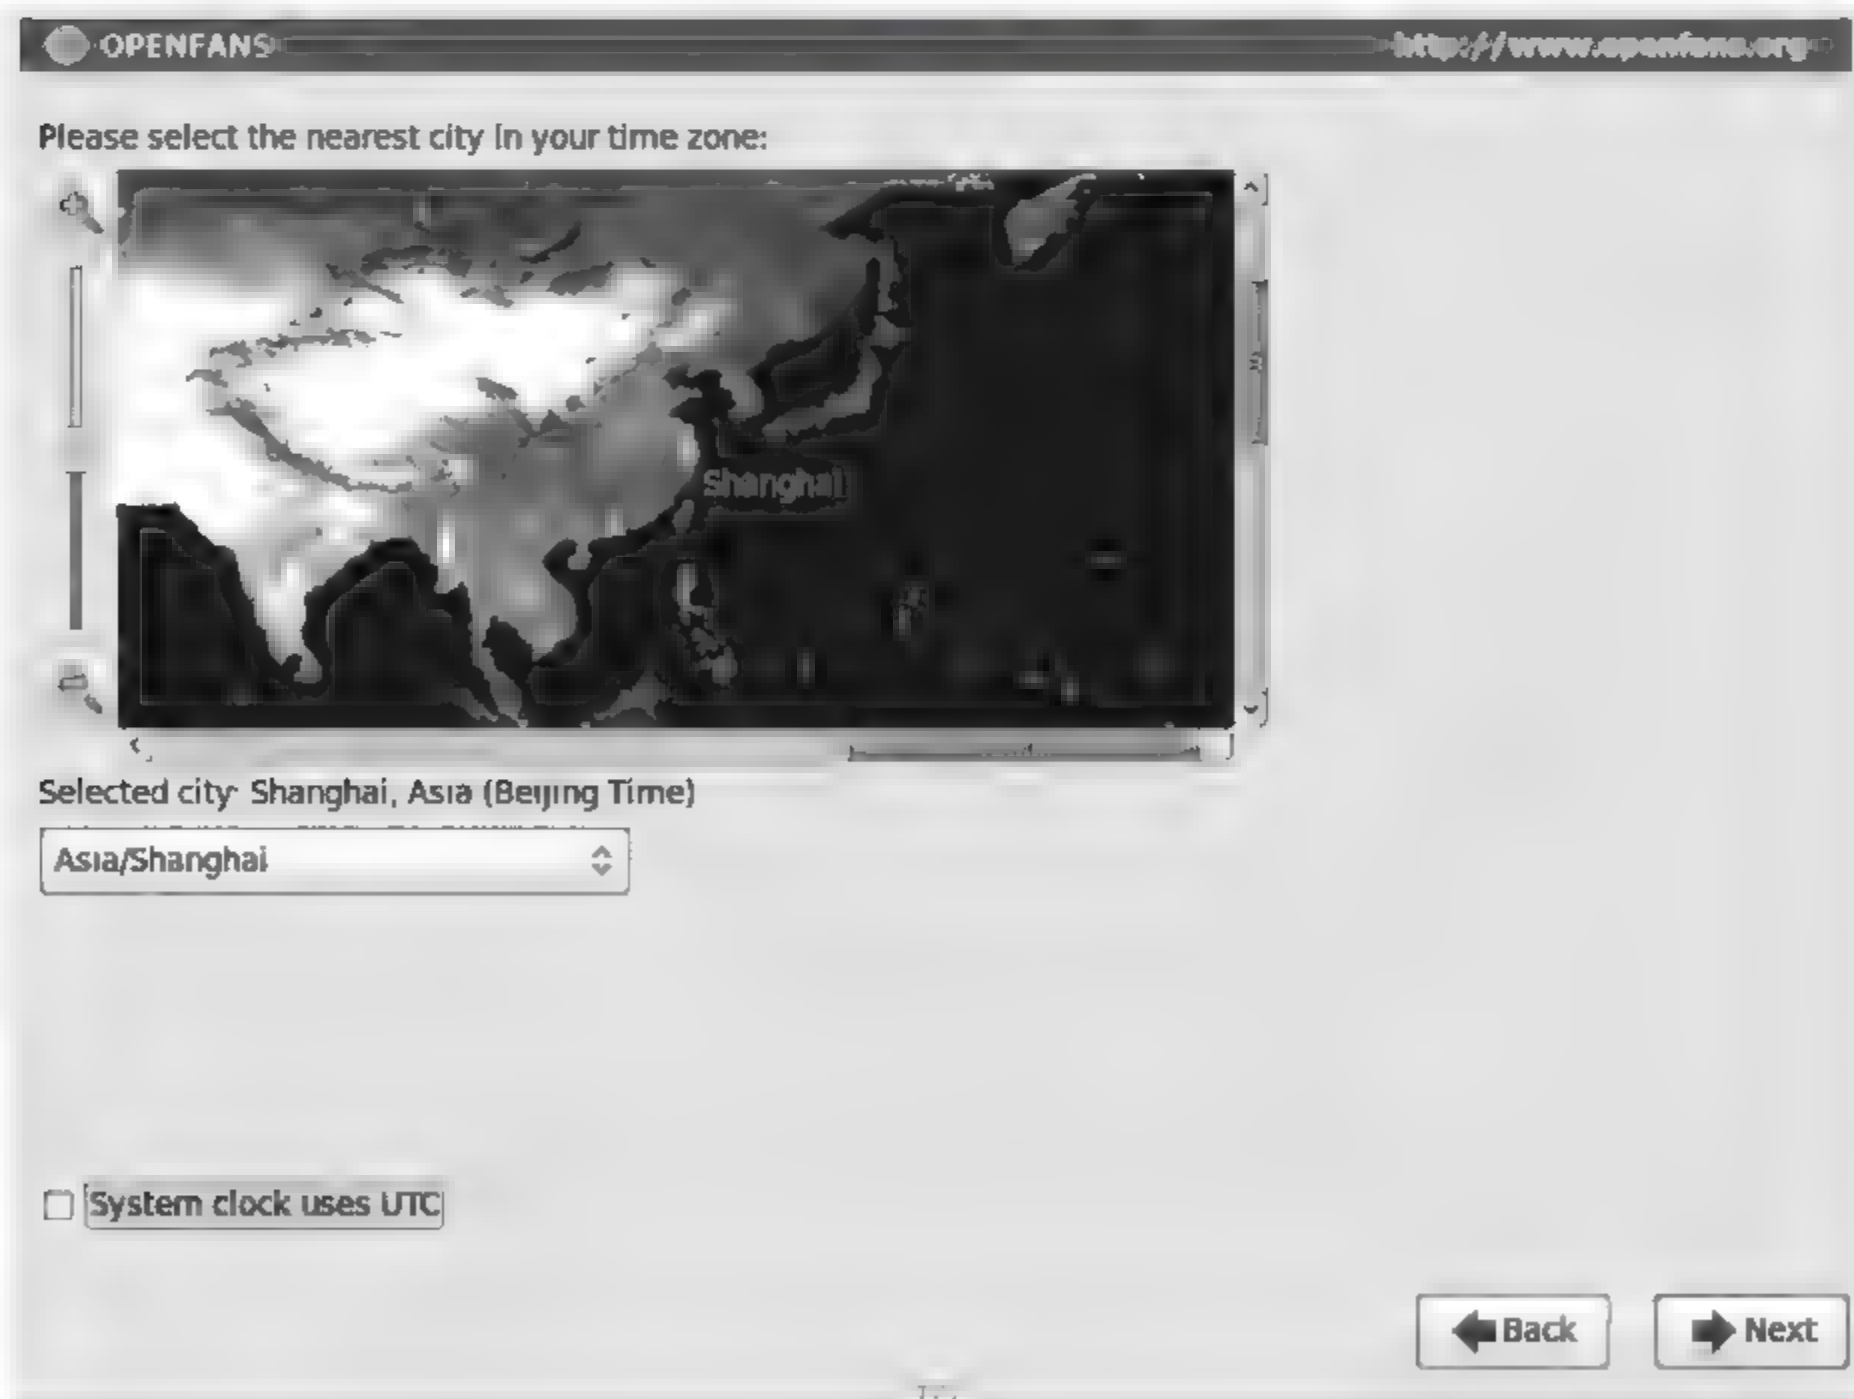 OPENFANS
http://www.openfans.org
Please select the nearest city in your time zone:
Shanghai
Selected city: Shanghai, Asia (Beijing Time)
Asia/Shanghai
System clock uses UTC
Back
Next